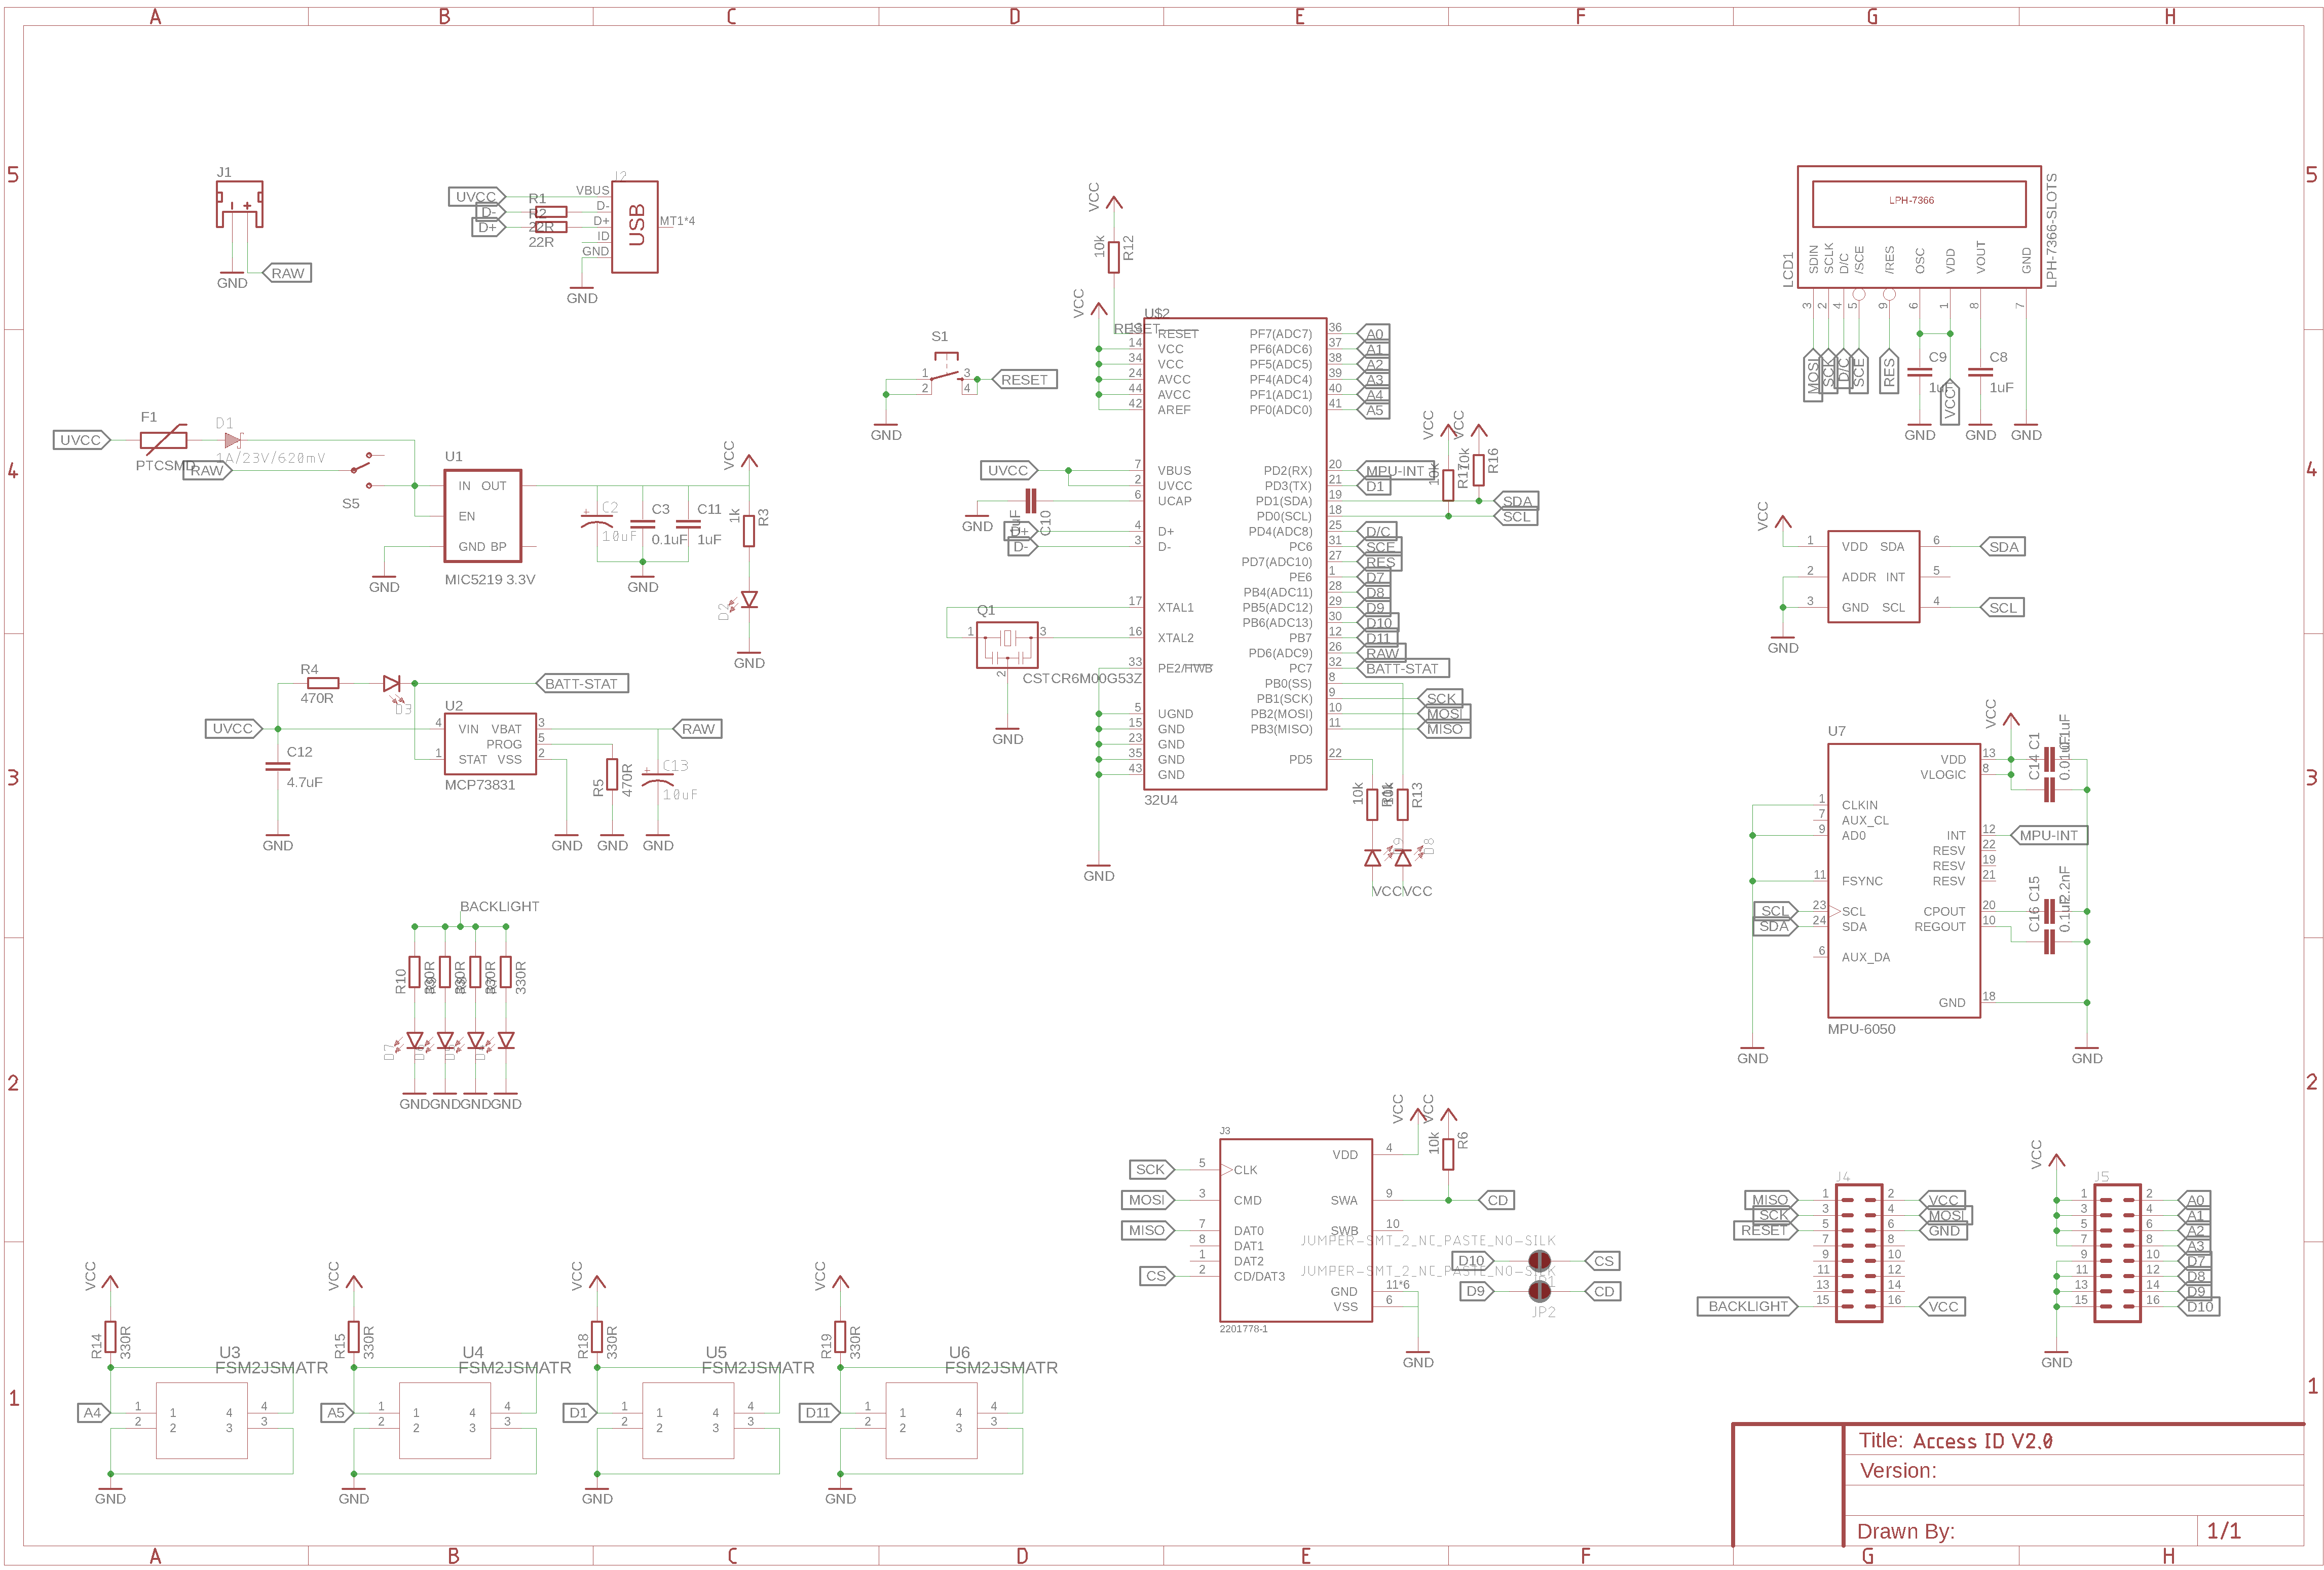 A B C D E F G H
5 4 3 2 1
J1
GND
RAW
UVCC
D-
D+
R1
R2
22R
22R
VBUS
D-
D+
ID
GND
USB
J2
MT1*4
GND
F1
UVCC
PTCSMD
D1
1A/23V/620mV
RAW
S5
U1
IN OUT
EN
GND BP
MIC5219 3.3V
GND
C2
10uF
C3
0.1uF
C11
1uF
GND
VCC
1k
R3
D2
GND
R4
470R
D3
BATT-STAT
UVCC
C12
4.7uF
GND
U2
4 VIN VBAT 3
PROG 5
1 STAT VSS 2
MCP73831
RAW
R5
470R
C13
10uF
GND GND GND
BACKLIGHT
R10
330R
D7
GND GND GND GND
VCC
10k
R12
VCC
U$2
RESET
13 RESET
14 VCC
34 VCC
24 AVCC
44 AVCC
42 AREF
7 VBUS
2 UVCC
6 UCAP
4 D+
3 D-
17 XTAL1
16 XTAL2
33 PE2/HWB
5 UGND
15 GND
23 GND
35 GND
43 GND
32U4
GND
PF7(ADC7) 36 A0
PF6(ADC6) 37 A1
PF5(ADC5) 38 A2
PF4(ADC4) 39 A3
PF1(ADC1) 40 A4
PF0(ADC0) 41 A5
PD2(RX) 20 MPU-INT
PD3(TX) 21 D1
PD1(SDA) 19 SDA
PD0(SCL) 18 SCL
PD4(ADC8) 25 D/C
PC6 31 SCE
PD7(ADC10) 27 RES
PE6 1 D7
PB4(ADC11) 28 D8
PB5(ADC12) 29 D9
PB6(ADC13) 30 D10
PB7 12 D11
PD6(ADC9) 26 RAW
PC7 32 BATT-STAT
PB0(SS) 8
PB1(SCK) 9 SCK
PB2(MOSI) 10 MOSI
PB3(MISO) 11 MISO
PD5 22
S1
1 3
2 4
RESET
GND
UVCC
GND
C10
D+
D-
Q1
1 3
2
CSTCR6M00G53Z
GND
VCC VCC
10k
R17
10k
R16
10k
R13
D8
VCC VCC
LPH-7366
LPH-7366-SLOTS
LCD1
SDIN SCLK D/C /SCE /RES OSC VDD VOUT GND
3 2 4 5 9 6 1 8 7
MOSI SCK D/C SCE RES
C9
1uF
VCC
C8
1uF
GND GND GND
VCC
1 VDD SDA 6 SDA
2 ADDR INT 5
3 GND SCL 4 SCL
GND
U7
1 CLKIN
7 AUX_CL
9 AD0
11 FSYNC
SCL 23 SCL
SDA 24 SDA
6 AUX_DA
VDD 13
VLOGIC 8
INT 12 MPU-INT
RESV 22
RESV 19
RESV 21
CPOUT 20
REGOUT 10
GND 18
MPU-6050
VCC
C14 C1
0.01uF 0.1uF
C16 C15
0.1uF 2.2nF
GND GND
J3
SCK 5 CLK
MOSI 3 CMD
MISO 7 DAT0
8 DAT1
1 DAT2
CS 2 CD/DAT3
VDD 4
SWA 9 CD
SWB 10
GND 11*6
VSS 6
2201778-1
VCC VCC
10k
R6
GND
JUMPER-SMT_2_NC_PASTE_NO-SILK
D10 CS
JUMPER-SMT_2_NC_PASTE_NO-SILK
JP1
D9 CD
JP2
J4
MISO 1 2 VCC
SCK 3 4 MOSI
RESET 5 6 GND
7 8
9 10
11 12
13 14
BACKLIGHT 15 16 VCC
VCC
J5
1 2 A0
3 4 A1
5 6 A2
7 8 A3
9 10 D7
11 12 D8
13 14 D9
15 16 D10
GND
VCC
R14
330R
U3
FSM2JSMATR
A4 1 1 4 4
2 2 3 3
GND
VCC
R15
330R
U4
FSM2JSMATR
A5 1 1 4 4
2 2 3 3
GND
VCC
R18
330R
U5
FSM2JSMATR
D1 1 1 4 4
2 2 3 3
GND
VCC
R19
330R
U6
FSM2JSMATR
D11 1 1 4 4
2 2 3 3
GND
Title: Access ID V2.0
Version:
Drawn By:
1/1
A B C D E F G H